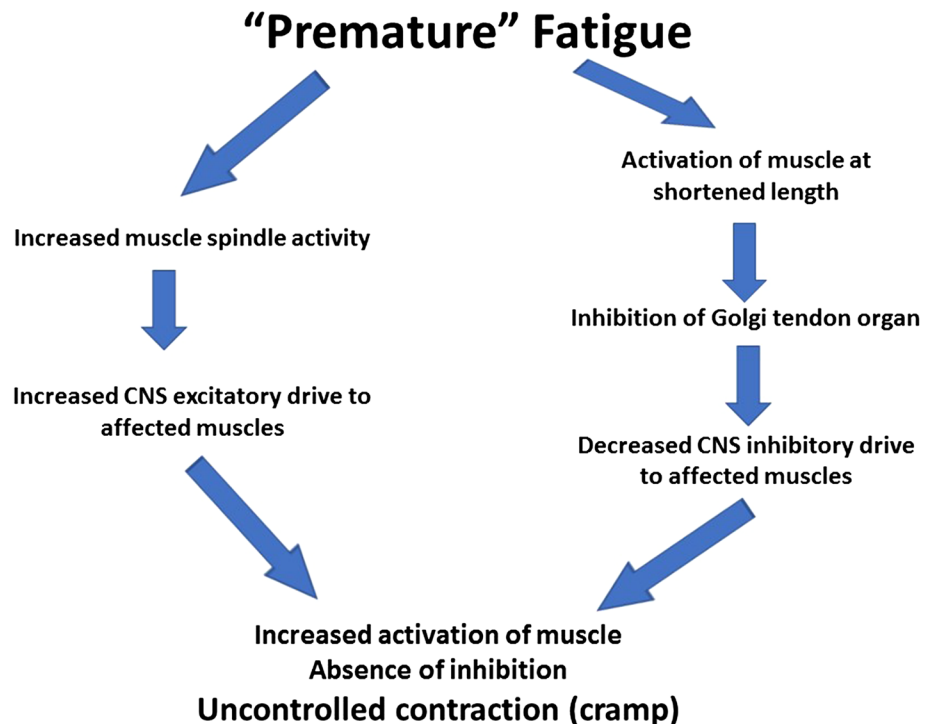 “Premature” Fatigue
Increased muscle spindle activity
Increased CNS excitatory drive to
affected muscles
Activation of muscle at
shortened length
Inhibition of Golgi tendon organ
Decreased CNS inhibitory drive
to affected muscles
Increased activation of muscle
Absence of inhibition
Uncontrolled contraction (cramp)